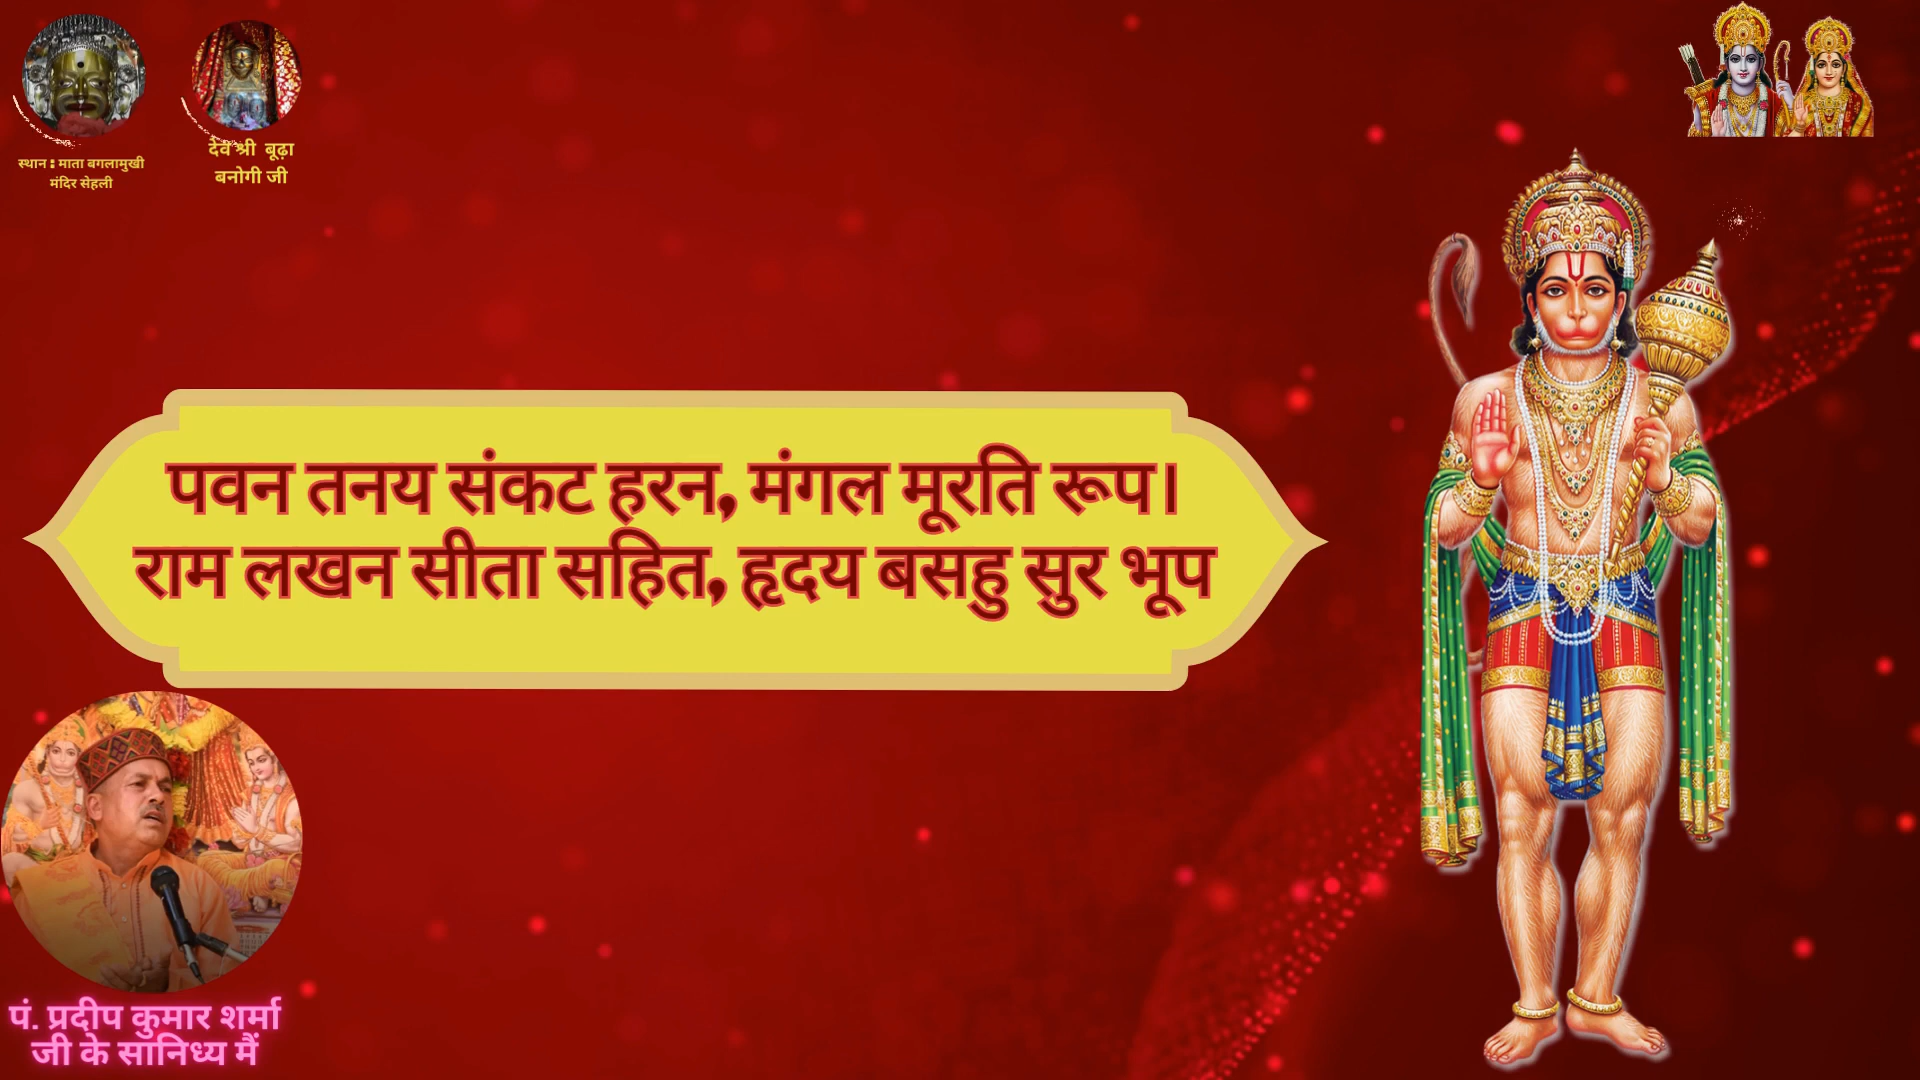 स्थान : माता बगलामुखी
मंदिर सेहली
देव श्री बूढ़ा
बनोगी जी
पवन तनय संकट हरन, मंगल मूरति रूप।
राम लखन सीता सहित, हृदय बसहु सुर भूप
पं. प्रदीप कुमार शर्मा
जी के सानिध्य मैं